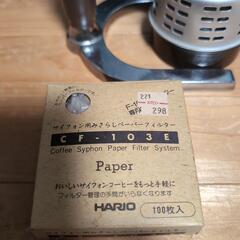 298
サイフォン用みさらしペーパーフィルター
CF-103E
Coffee Syphon Paper Filter System
Paper
おいしいサイフォンコーヒーをもっと手軽に
フィルター管理の手間がいらなくなります
HARIO
100枚入